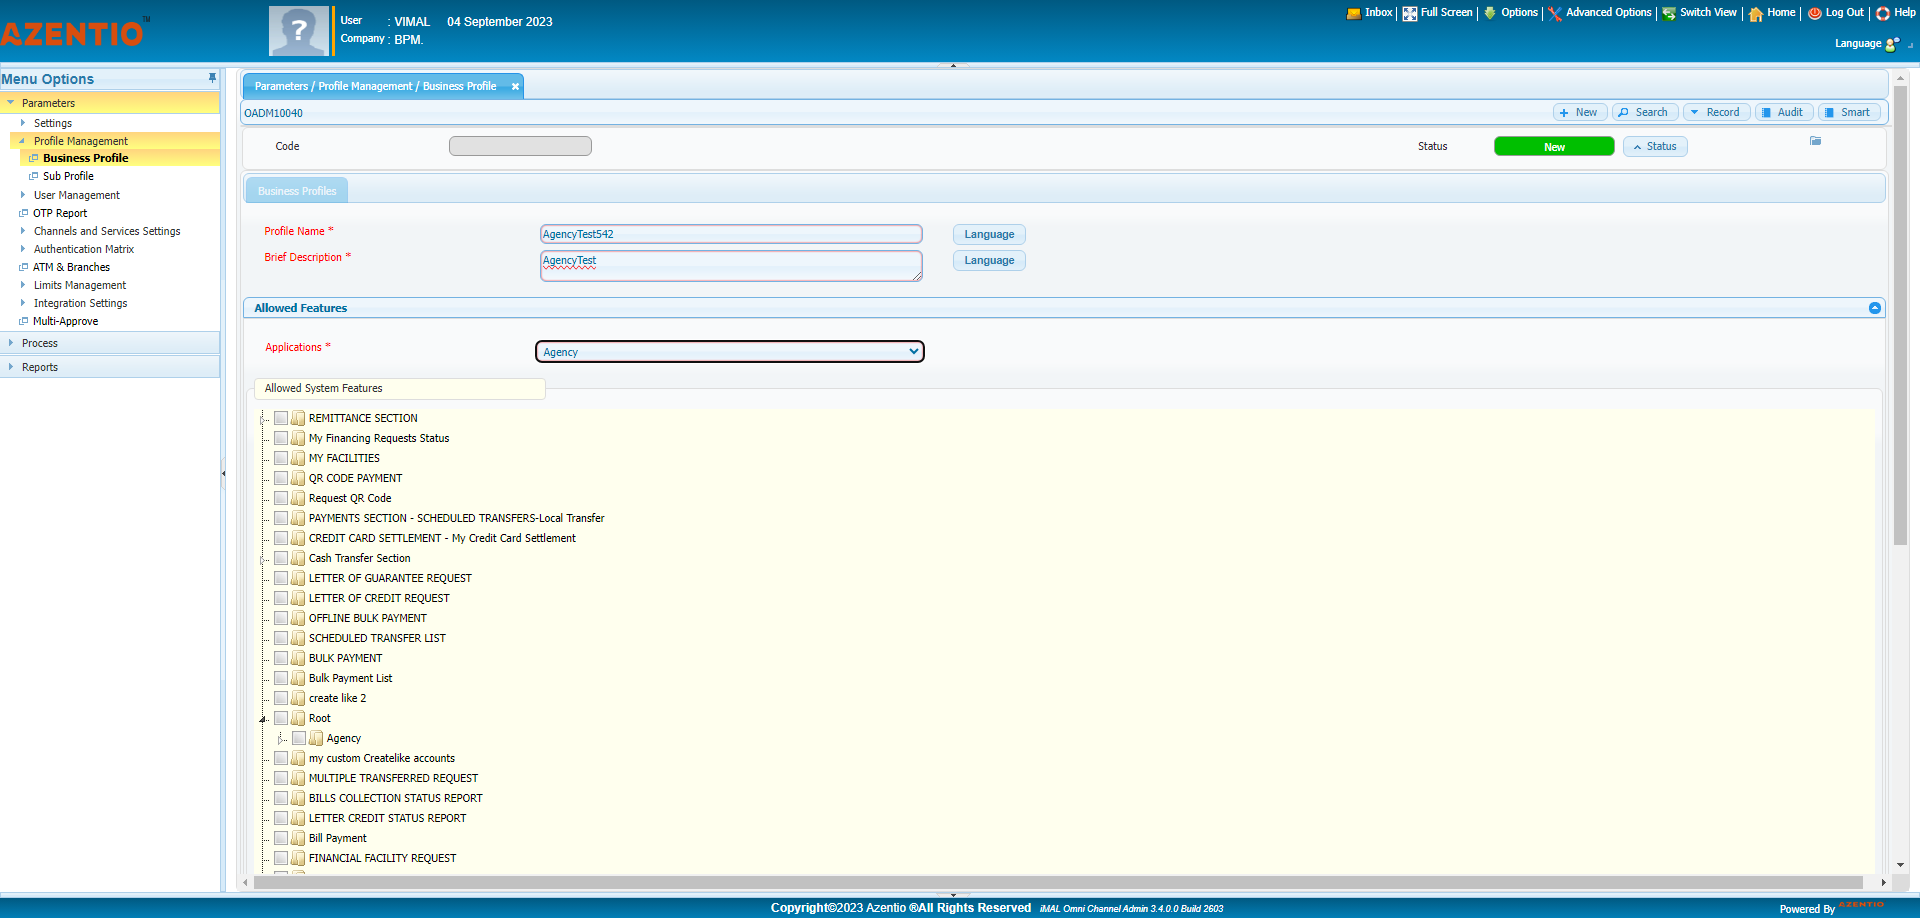 AZENTIO™
User : VIMAL 04 September 2023
Company : BPM.
Inbox Full Screen Options Advanced Options Switch View Home Log Out Help
Language
Menu Options
Parameters
Settings
Profile Management
Business Profile
Sub Profile
User Management
OTP Report
Channels and Services Settings
Authentication Matrix
ATM & Branches
Limits Management
Integration Settings
Multi-Approve
Process
Reports
Parameters / Profile Management / Business Profile
OADM10040
New Search Record Audit Smart
Code
Status New Status
Business Profiles
Profile Name * AgencyTest542 Language
Brief Description * AgencyTest Language
Allowed Features
Applications * Agency
Allowed System Features
REMITTANCE SECTION
My Financing Requests Status
MY FACILITIES
QR CODE PAYMENT
Request QR Code
PAYMENTS SECTION - SCHEDULED TRANSFERS-Local Transfer
CREDIT CARD SETTLEMENT - My Credit Card Settlement
Cash Transfer Section
LETTER OF GUARANTEE REQUEST
LETTER OF CREDIT REQUEST
OFFLINE BULK PAYMENT
SCHEDULED TRANSFER LIST
BULK PAYMENT
Bulk Payment List
create like 2
Root
Agency
my custom Createlike accounts
MULTIPLE TRANSFERRED REQUEST
BILLS COLLECTION STATUS REPORT
LETTER CREDIT STATUS REPORT
Bill Payment
FINANCIAL FACILITY REQUEST
Copyright©2023 Azentio ®All Rights Reserved iMAL Omni Channel Admin 3.4.0.0 Build 2603
Powered By AZENTIO